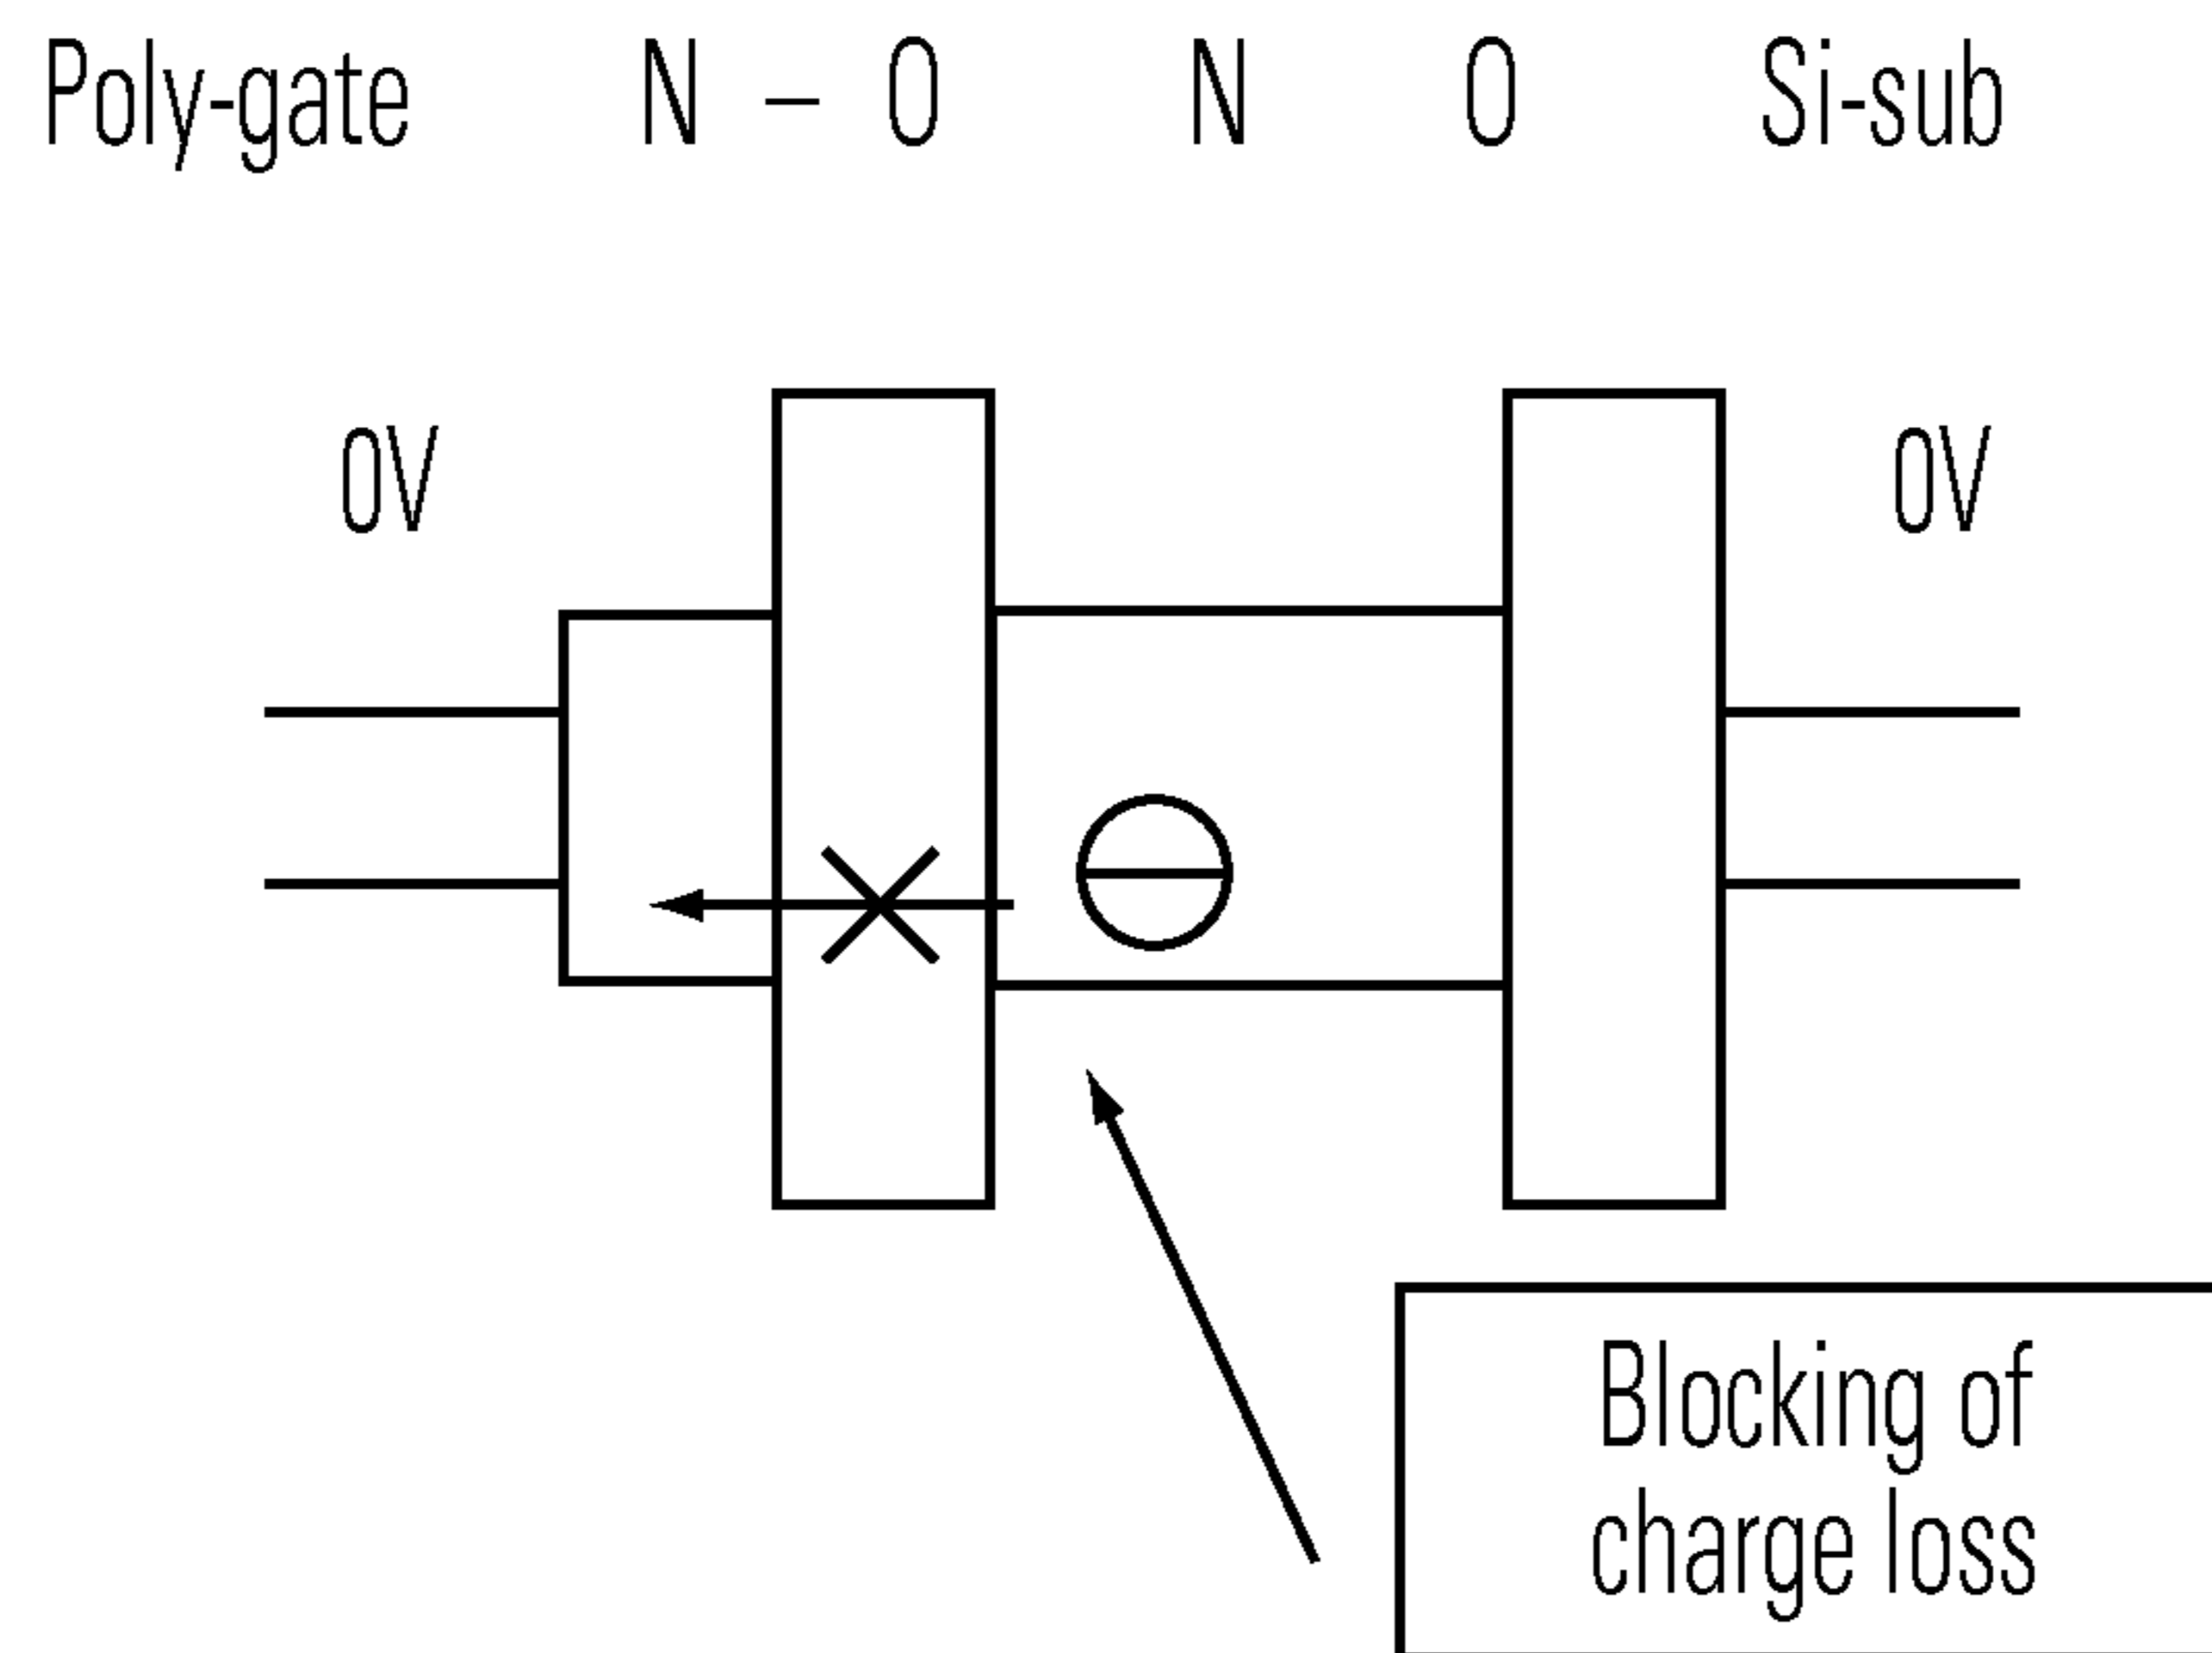 Poly-gate N – O N O Si-sub
0V 0V
Blocking of
charge loss